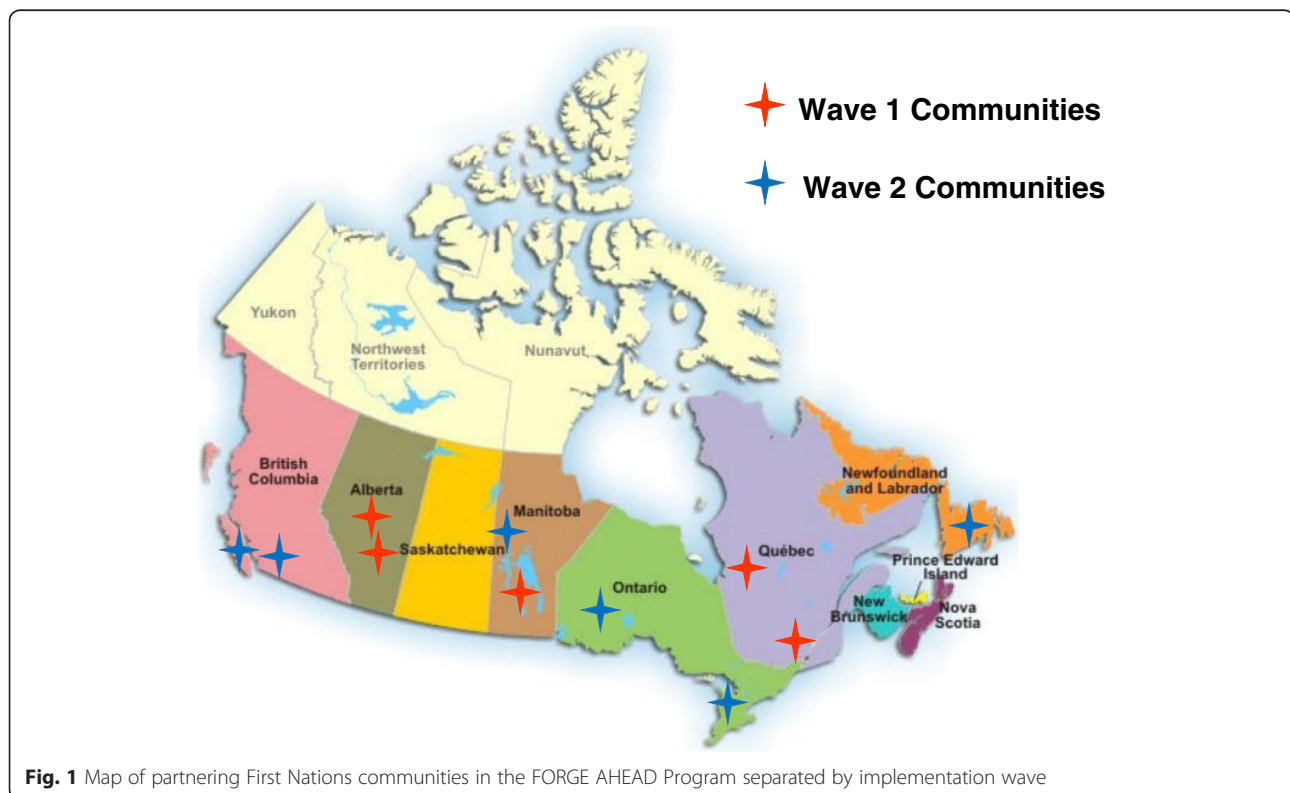 Wave 1 Communities
Wave 2 Communities
Yukon
Northwest
Territories
Nunavut
British
Columbia
Alberta
Saskatchewan
Manitoba
Ontario
Québec
Newfoundland
and Labrador
Prince Edward
Island
New
Brunswick
Nova
Scotia
Fig. 1 Map of partnering First Nations communities in the FORGE AHEAD Program separated by implementation wave